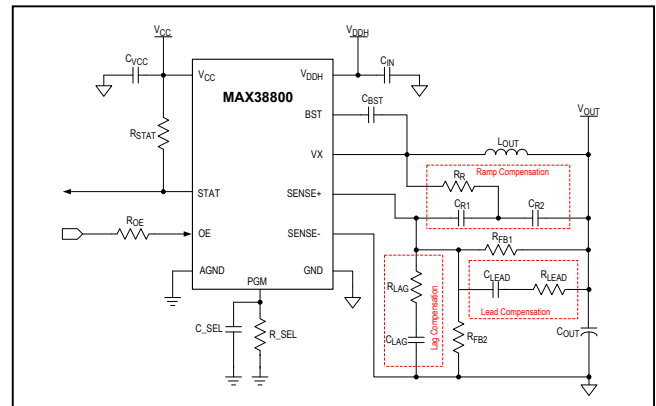 VCC
VDDH
CVCC
CIN
VCC
VDDH
MAX38800
CBST
BST
VOUT
RSTAT
LOUT
VX
Ramp Compensation
RR
STAT
SENSE+
CR1
CR2
ROE
OE
SENSE-
RFB1
CLEAD
RLEAD
AGND
GND
RLAG
Lead Compensation
PGM
Lag Compensation
COUT
C_SEL
R_SEL
CLAG
RFB2